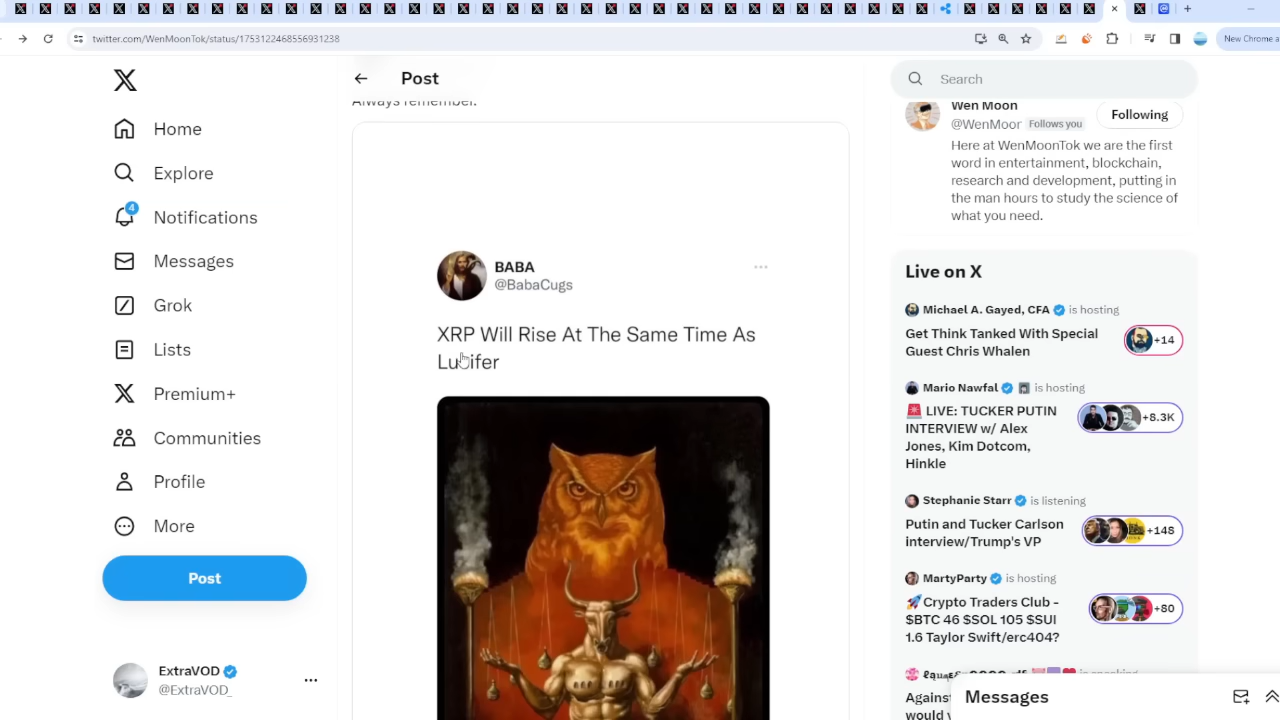 twitter.com/WenMoonTok/status/1753122468556931238
New Chrome a
Home
Explore
4
Notifications
Messages
Grok
Lists
Premium+
Communities
Profile
More
Post
ExtraVOD
@ExtraVOD_
Post
Always remember.
BABA
@BabaCugs
XRP Will Rise At The Same Time As
Lucifer
Search
Wen Moon
@WenMoor Follows you
Following
Here at WenMoonTok we are the first
word in entertainment, blockchain,
research and development, putting in
the man hours to study the science of
what you need.
Live on X
Michael A. Gayed, CFA is hosting
Get Think Tanked With Special
Guest Chris Whalen
+14
Mario Nawfal is hosting
🚨 LIVE: TUCKER PUTIN
INTERVIEW w/ Alex
Jones, Kim Dotcom,
Hinkle
+8.3K
Stephanie Starr is listening
Putin and Tucker Carlson
interview/Trump's VP
+148
MartyParty is hosting
🚀Crypto Traders Club -
$BTC 46 $SOL 105 $SUI
1.6 Taylor Swift/erc404?
+80
is speaking
Against
would
Messages